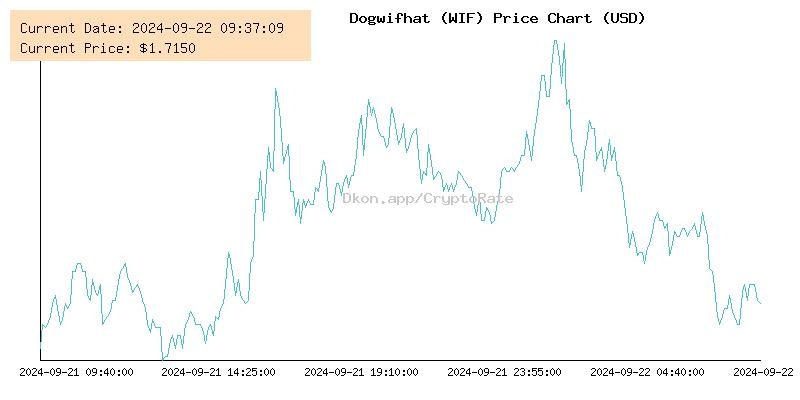 Dogwifhat (WIF) Price Chart (USD)
Current Date: 2024-09-22 09:37:09
Current Price: $1.7150
Dkon.app/CryptoRate
2024-09-21 09:40:00 2024-09-21 14:25:00 2024-09-21 19:10:00 2024-09-21 23:55:00 2024-09-22 04:40:00 2024-09-22